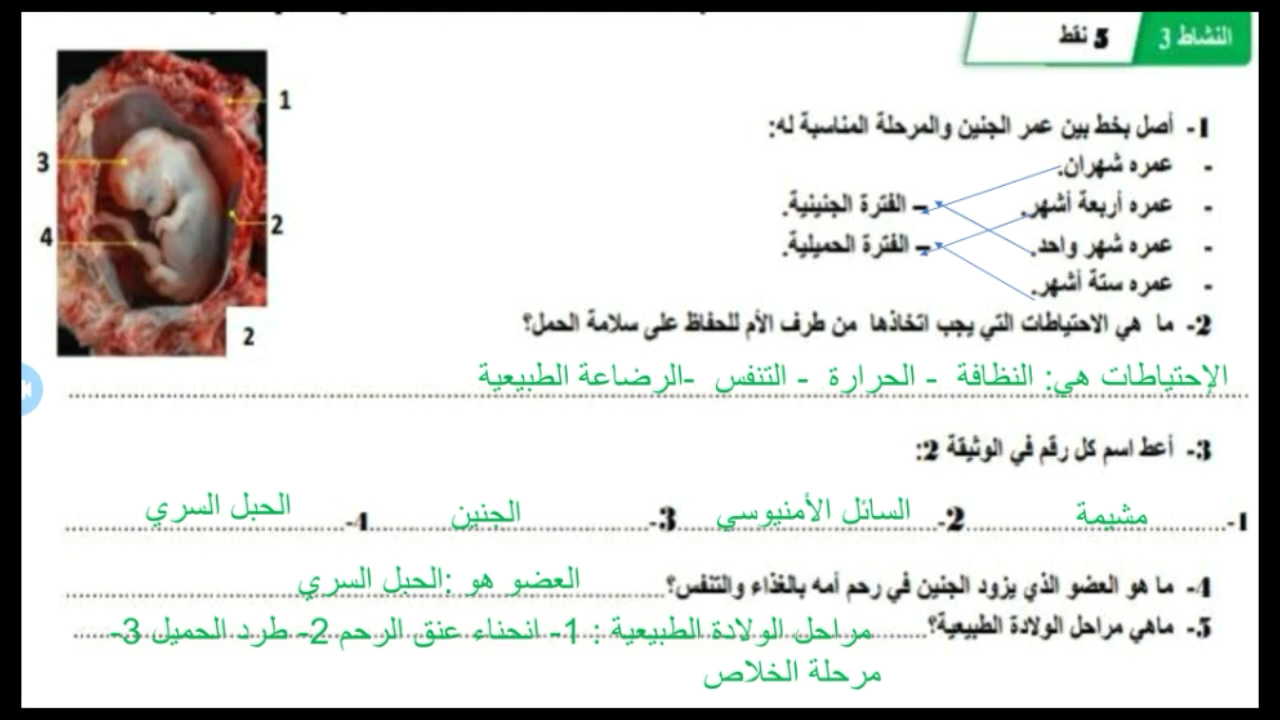 النشاط 3 5 نقط
1- أصل بخط بين عمر الجنين والمرحلة المناسبة له:
- عمره شهران.
- عمره أربعة أشهر. – الفترة الجنينية.
- عمره شهر واحد. – الفترة الحميلية.
- عمره ستة أشهر.
2- ما هي الاحتياطات التي يجب اتخاذها من طرف الأم للحفاظ على سلامة الحمل؟
الإحتياطات هي: النظافة - الحرارة - التنفس -الرضاعة الطبيعية
3- أعط اسم كل رقم في الوثيقة 2:
1- مشيمة 2- السائل الأمنيوسي 3- الجنين 4- الحبل السري
4- ما هو العضو الذي يزود الجنين في رحم أمه بالغذاء والتنفس؟ العضو هو :الحبل السري
5- ماهي مراحل الولادة الطبيعية؟ مراحل الولادة الطبيعية : 1- انحناء عنق الرحم 2- طرد الحميل 3-
مرحلة الخلاص
1
3
2
4
2